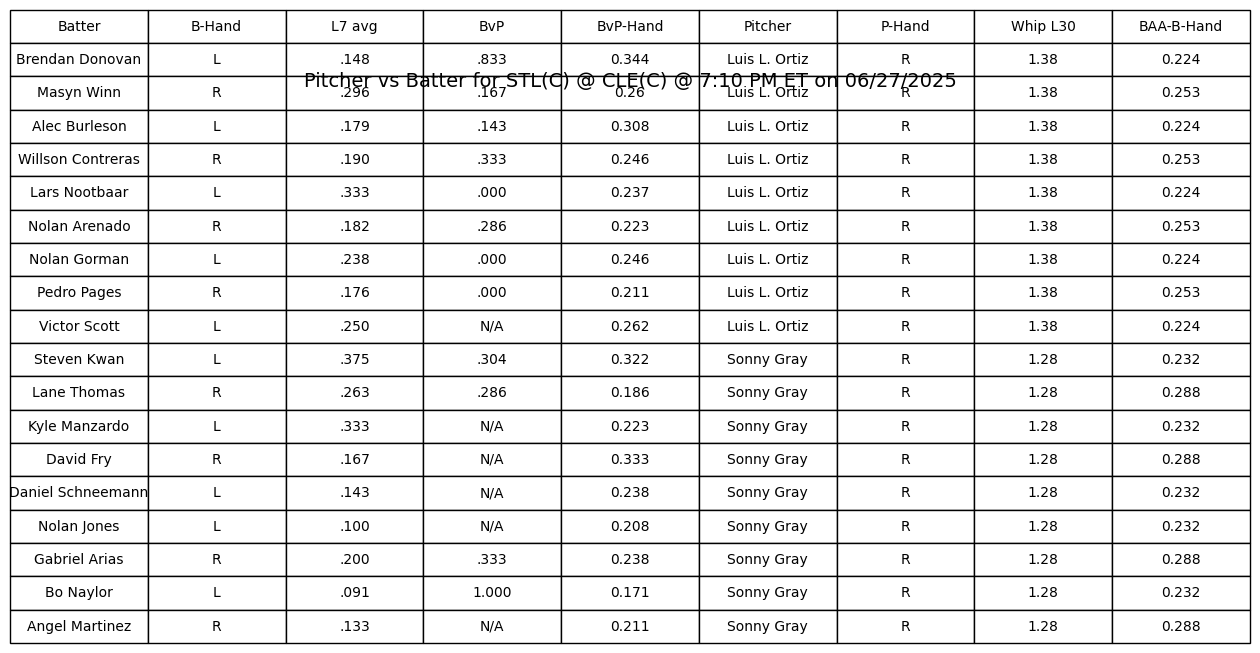 Batter B-Hand L7 avg BvP BvP-Hand Pitcher P-Hand Whip L30 BAA-B-Hand
Brendan Donovan L .148 .833 0.344 Luis L. Ortiz R 1.38 0.224
Pitcher vs Batter for STL(C) @ CLE(C) @ 7:10 PM ET on 06/27/2025
Masyn Winn R .296 .167 0.26 Luis L. Ortiz R 1.38 0.253
Alec Burleson L .179 .143 0.308 Luis L. Ortiz R 1.38 0.224
Willson Contreras R .190 .333 0.246 Luis L. Ortiz R 1.38 0.253
Lars Nootbaar L .333 .000 0.237 Luis L. Ortiz R 1.38 0.224
Nolan Arenado R .182 .286 0.223 Luis L. Ortiz R 1.38 0.253
Nolan Gorman L .238 .000 0.246 Luis L. Ortiz R 1.38 0.224
Pedro Pages R .176 .000 0.211 Luis L. Ortiz R 1.38 0.253
Victor Scott L .250 N/A 0.262 Luis L. Ortiz R 1.38 0.224
Steven Kwan L .375 .304 0.322 Sonny Gray R 1.28 0.232
Lane Thomas R .263 .286 0.186 Sonny Gray R 1.28 0.288
Kyle Manzardo L .333 N/A 0.223 Sonny Gray R 1.28 0.232
David Fry R .167 N/A 0.333 Sonny Gray R 1.28 0.288
Daniel Schneemann L .143 N/A 0.238 Sonny Gray R 1.28 0.232
Nolan Jones L .100 N/A 0.208 Sonny Gray R 1.28 0.232
Gabriel Arias R .200 .333 0.238 Sonny Gray R 1.28 0.288
Bo Naylor L .091 1.000 0.171 Sonny Gray R 1.28 0.232
Angel Martinez R .133 N/A 0.211 Sonny Gray R 1.28 0.288